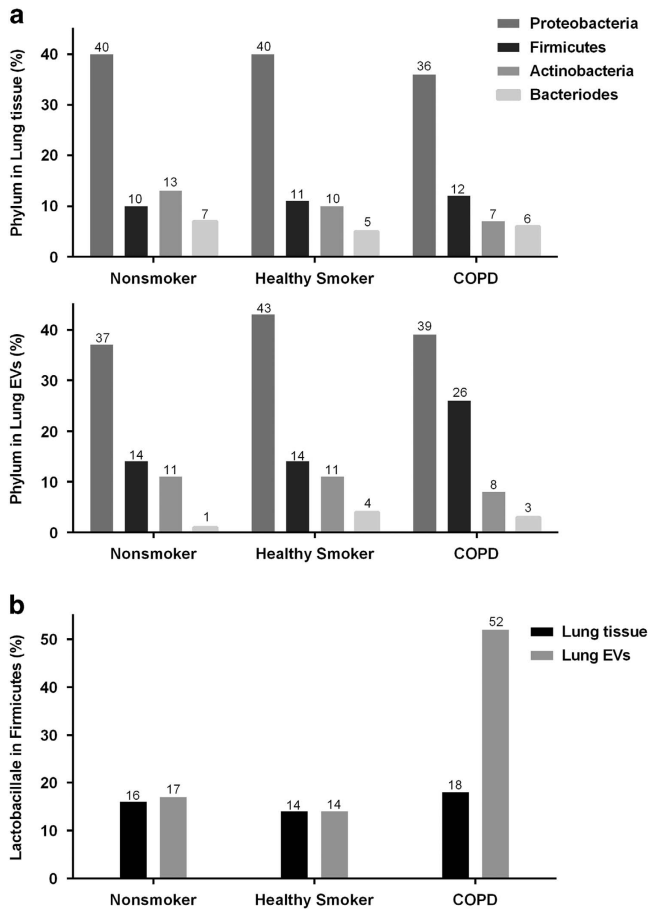 a
Proteobacteria
Firmicutes
Actinobacteria
Bacteriodes
Phylum in Lung tissue (%)
40
30
20
10
0
40
10
13
7
40
11
10
5
36
12
7
6
Nonsmoker
Healthy Smoker
COPD
Phylum in Lung EVs (%)
40
30
20
10
0
37
14
11
1
43
14
11
4
39
26
8
3
Nonsmoker
Healthy Smoker
COPD
b
Lung tissue
Lung EVs
Lactobacillale in Firmicutes (%)
50
40
30
20
10
0
16
17
14
14
18
52
Nonsmoker
Healthy Smoker
COPD